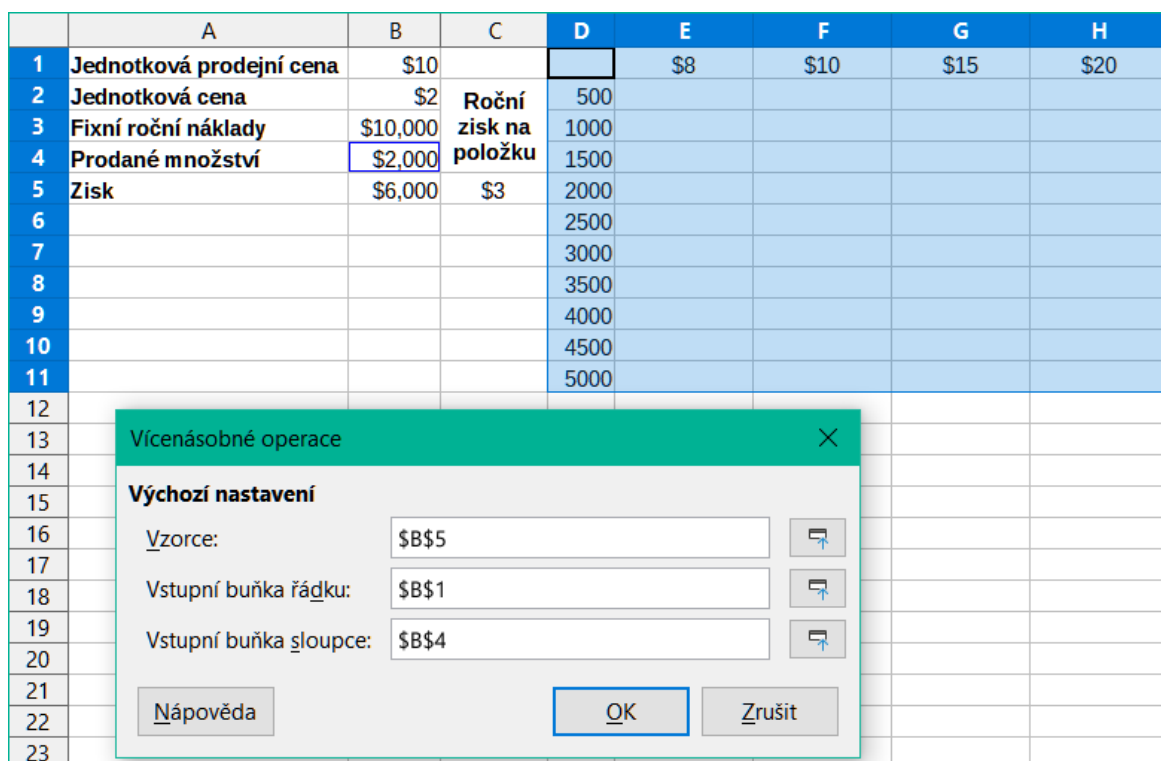 A B C D E F G H
1 Jednotková prodejní cena $10 $8 $10 $15 $20
2 Jednotková cena $2 Roční 500
3 Fixní roční náklady $10,000 zisk na 1000
4 Prodané množství $2,000 položku 1500
5 Zisk $6,000 $3 2000
6 2500
7 3000
8 3500
9 4000
10 4500
11 5000
12
13 Vícenásobné operace
14
15 Výchozí nastavení
16 Vzorce: $B$5
17
18 Vstupní buňka řádku: $B$1
19
20 Vstupní buňka sloupce: $B$4
21
22 Nápověda OK Zrušit
23